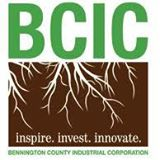 BCIC
inspire. invest. innovate.
BENNINGTON COUNTY INDUSTRIAL CORPORATION